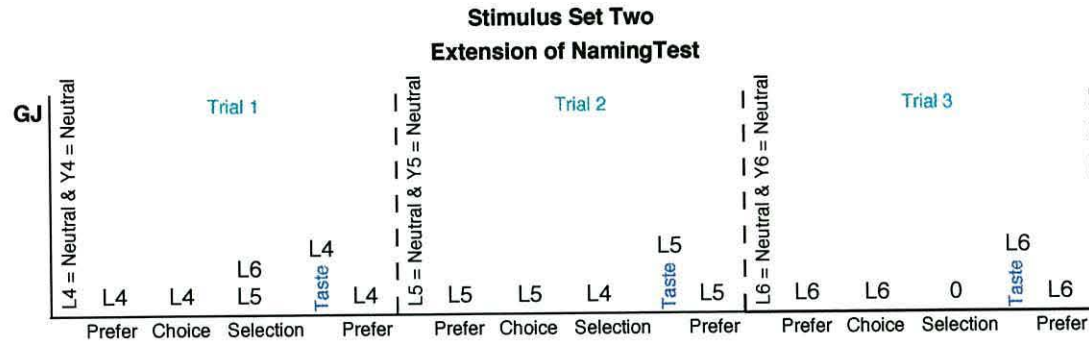 Stimulus Set Two
Extension of NamingTest
GJ
L4 = Neutral & Y4 = Neutral
Trial 1
L4
L4
L6
L5
L4
Taste
L4
Prefer
Choice
Selection
Prefer
L5 = Neutral & Y5 = Neutral
Trial 2
L5
L5
L4
L5
Taste
L5
Prefer
Choice
Selection
Prefer
L6 = Neutral & Y6 = Neutral
Trial 3
L6
L6
0
L6
Taste
L6
Prefer
Choice
Selection
Prefer